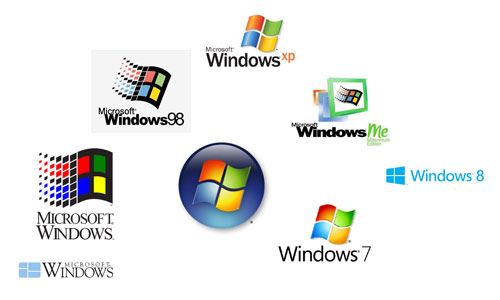 Microsoft®
Windows xp
Microsoft®
Windows98
Microsoft®
Windows Me
Millennium
Edition
Windows 8
MICROSOFT®
WINDOWS®
Windows® 7
MICROSOFT®
WINDOWS